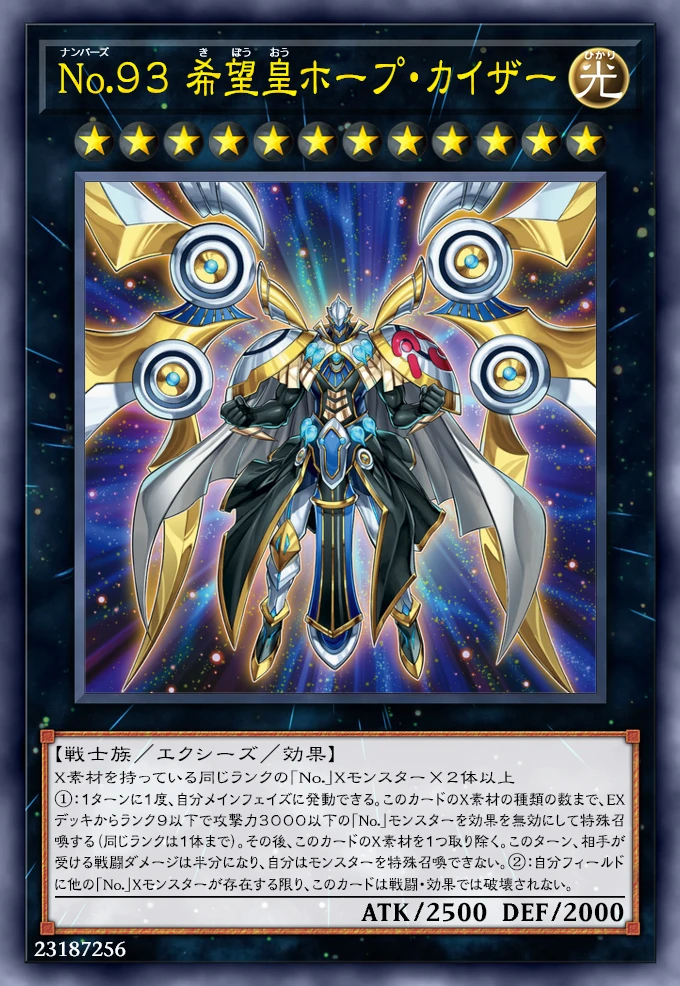 ナンバーズ き ぼう おう
No.93 希望皇ホープ・カイザー
ひかり
光
【戦士族／エクシーズ／効果】
X素材を持っている同じランクの「No.」Xモンスター×２体以上
①：１ターンに１度、自分メインフェイズに発動できる。このカードのX素材の種類の数まで、EX
デッキからランク９以下で攻撃力３０００以下の「No.」モンスターを効果を無効にして特殊召
喚する（同じランクは１体まで）。その後、このカードのX素材を１つ取り除く。このターン、相手が
受ける戦闘ダメージは半分になり、自分はモンスターを特殊召喚できない。②：自分フィールド
に他の「No.」Xモンスターが存在する限り、このカードは戦闘・効果では破壊されない。
ATK/2500 DEF/2000
23187256